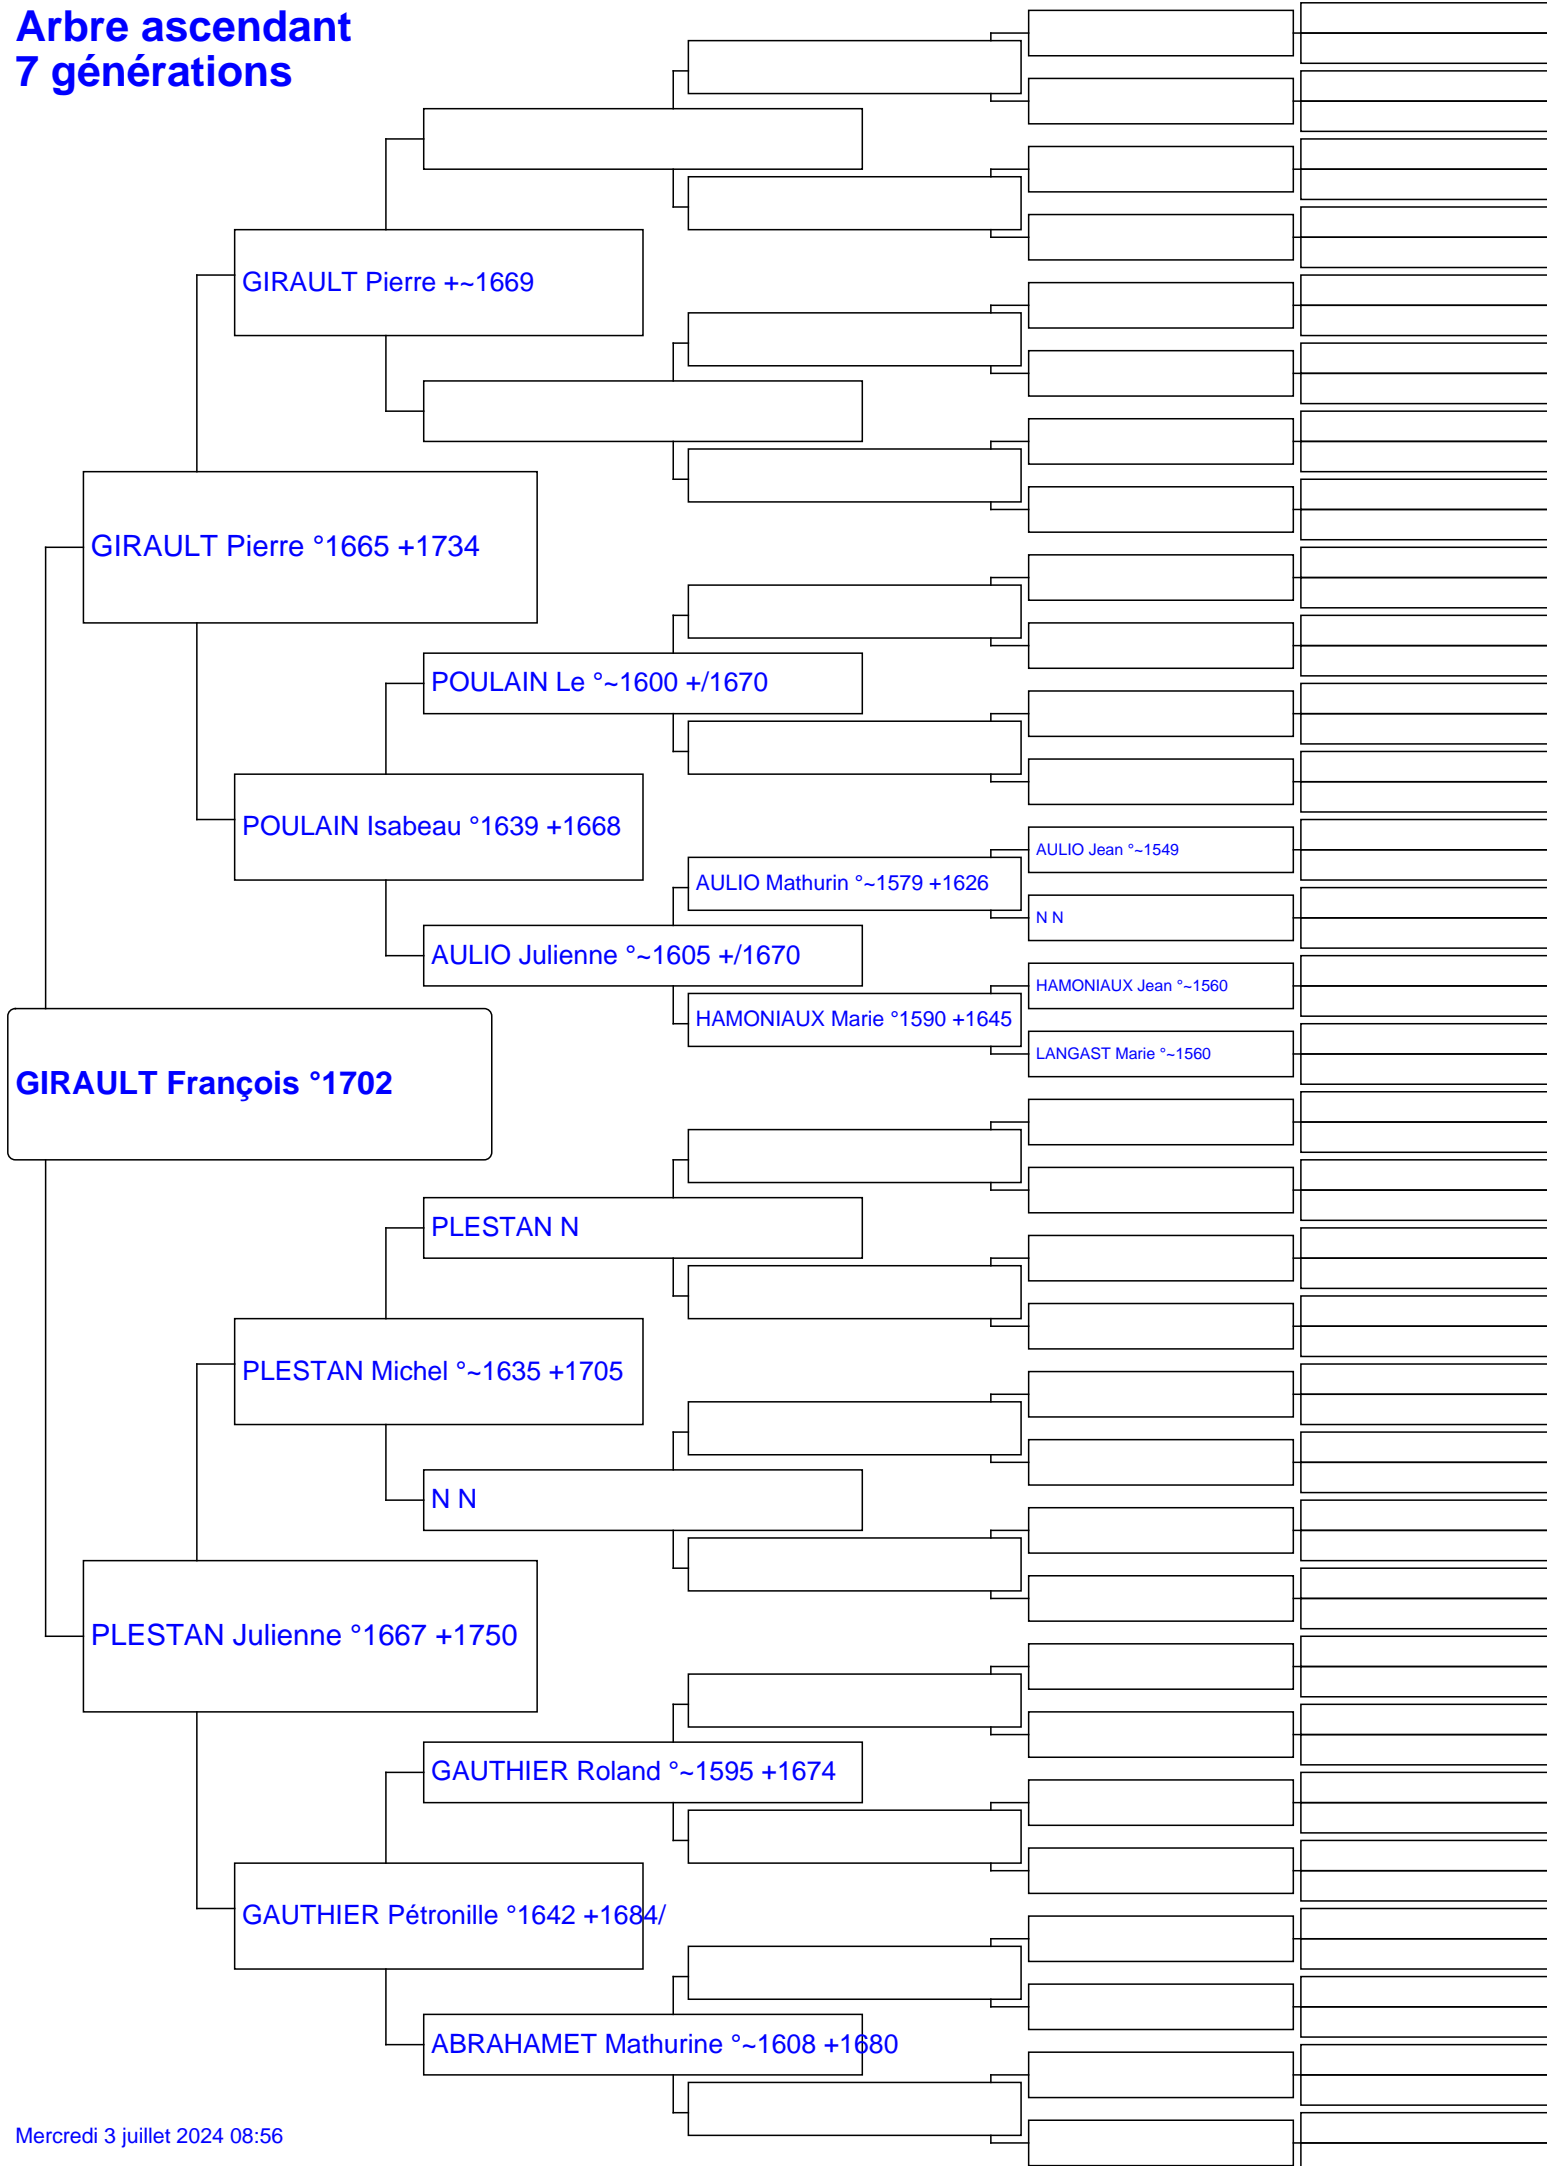 Arbre ascendant
7 générations
GIRAULT Pierre +~1669
GIRAULT Pierre °1665 +1734
POULAIN Le °~1600 +/1670
POULAIN Isabeau °1639 +1668
AULIO Jean °~1549
AULIO Mathurin °~1579 +1626
N N
AULIO Julienne °~1605 +/1670
HAMONIAUX Jean °~1560
HAMONIAUX Marie °1590 +1645
LANGAST Marie °~1560
GIRAULT François °1702
PLESTAN N
PLESTAN Michel °~1635 +1705
N N
PLESTAN Julienne °1667 +1750
GAUTHIER Roland °~1595 +1674
GAUTHIER Pétronille °1642 +1684/
ABRAHAMET Mathurine °~1608 +1680
Mercredi 3 juillet 2024 08:56